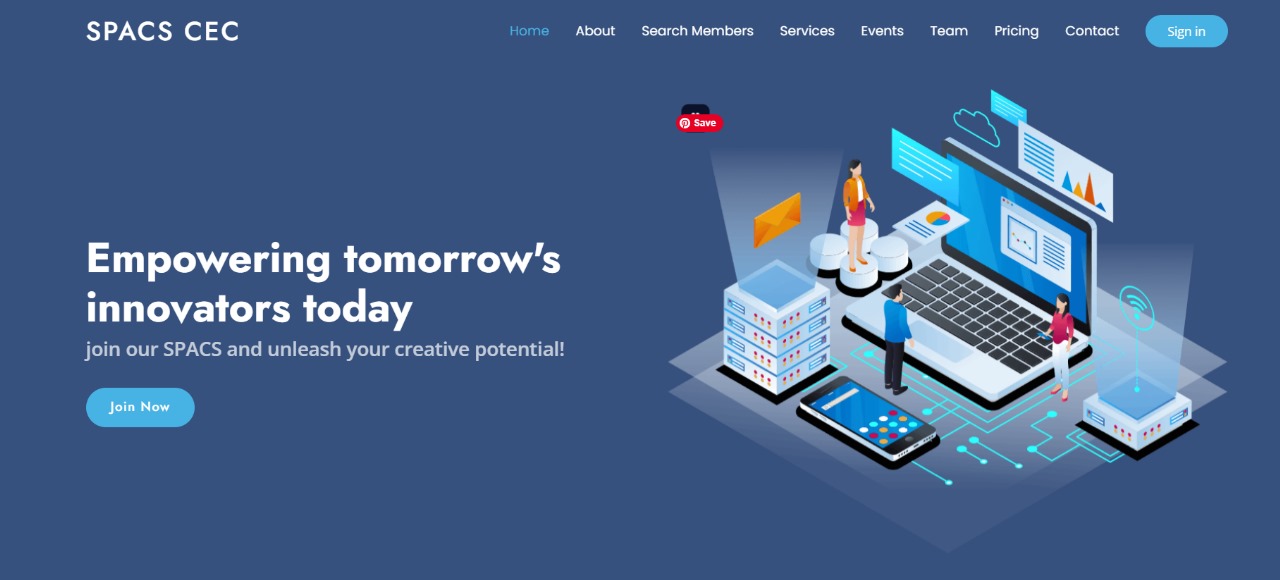 SPACS CEC
Home About Search Members Services Events Team Pricing Contact Sign in
Save
Empowering tomorrow's
innovators today
join our SPACS and unleash your creative potential!
Join Now